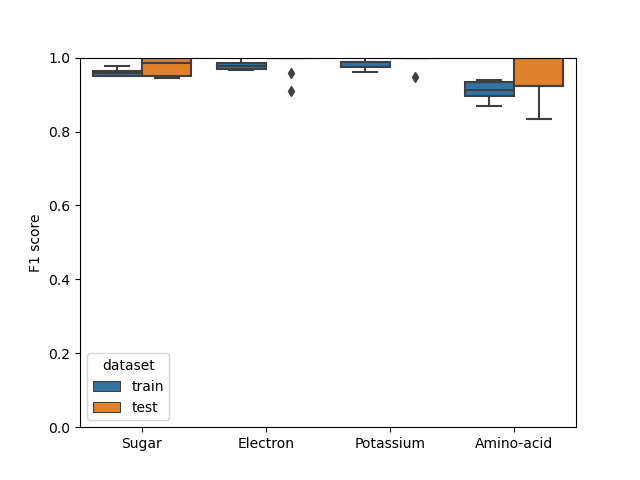 1.0
0.8
0.6
0.4
0.2
0.0
F1 score
dataset
train
test
Sugar Electron Potassium Amino-acid